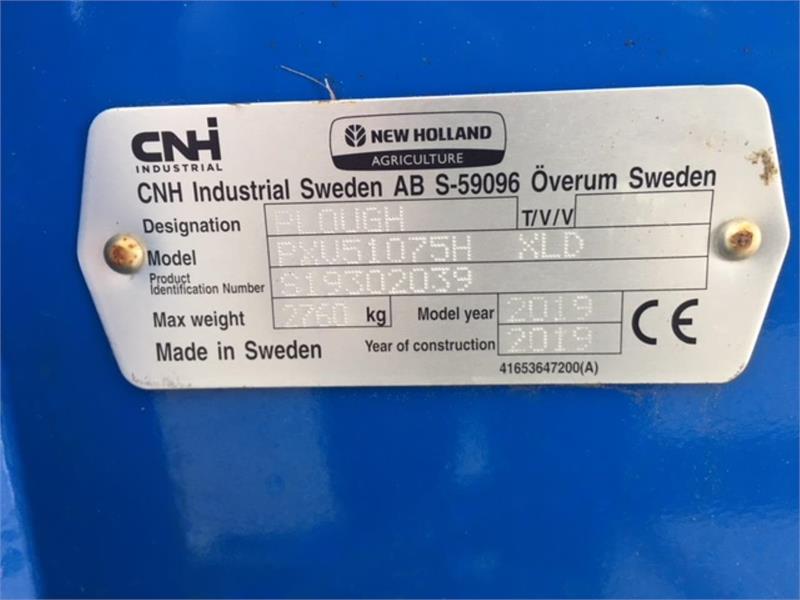 CNH
INDUSTRIAL
NEW HOLLAND
AGRICULTURE
CNH Industrial Sweden AB S-59096 Överum Sweden
Designation PLOUGH T/V/V
Model PXV51075H XLD
Product Identification Number S19302039
Max weight 2760 kg Model year 2019
Made in Sweden Year of construction 2019
CE
41653647200(A)